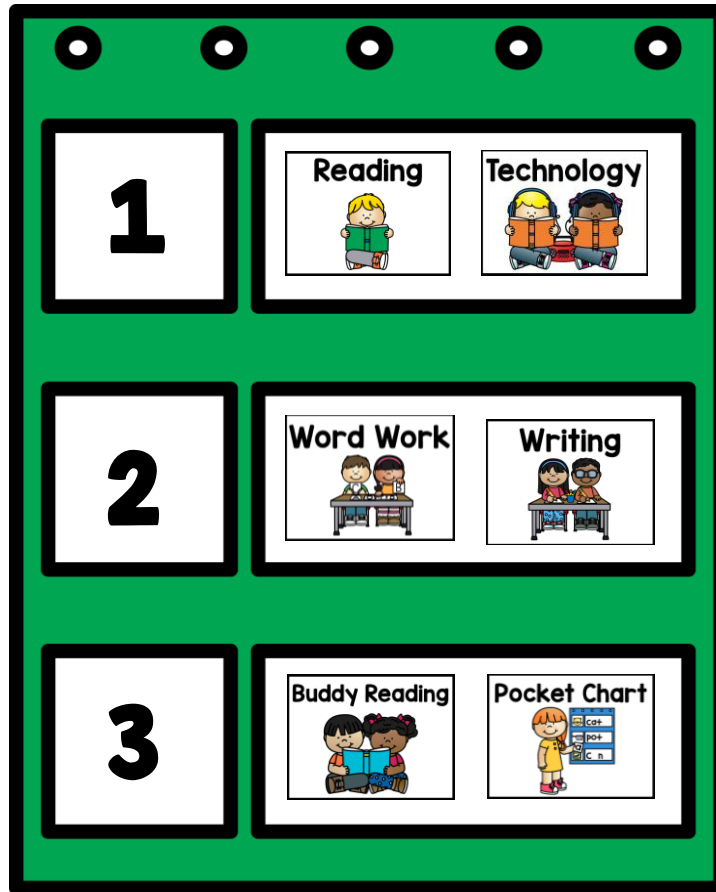 1
Reading
Technology
2
Word Work
Writing
3
Buddy Reading
Pocket Chart
cat
pot
C n